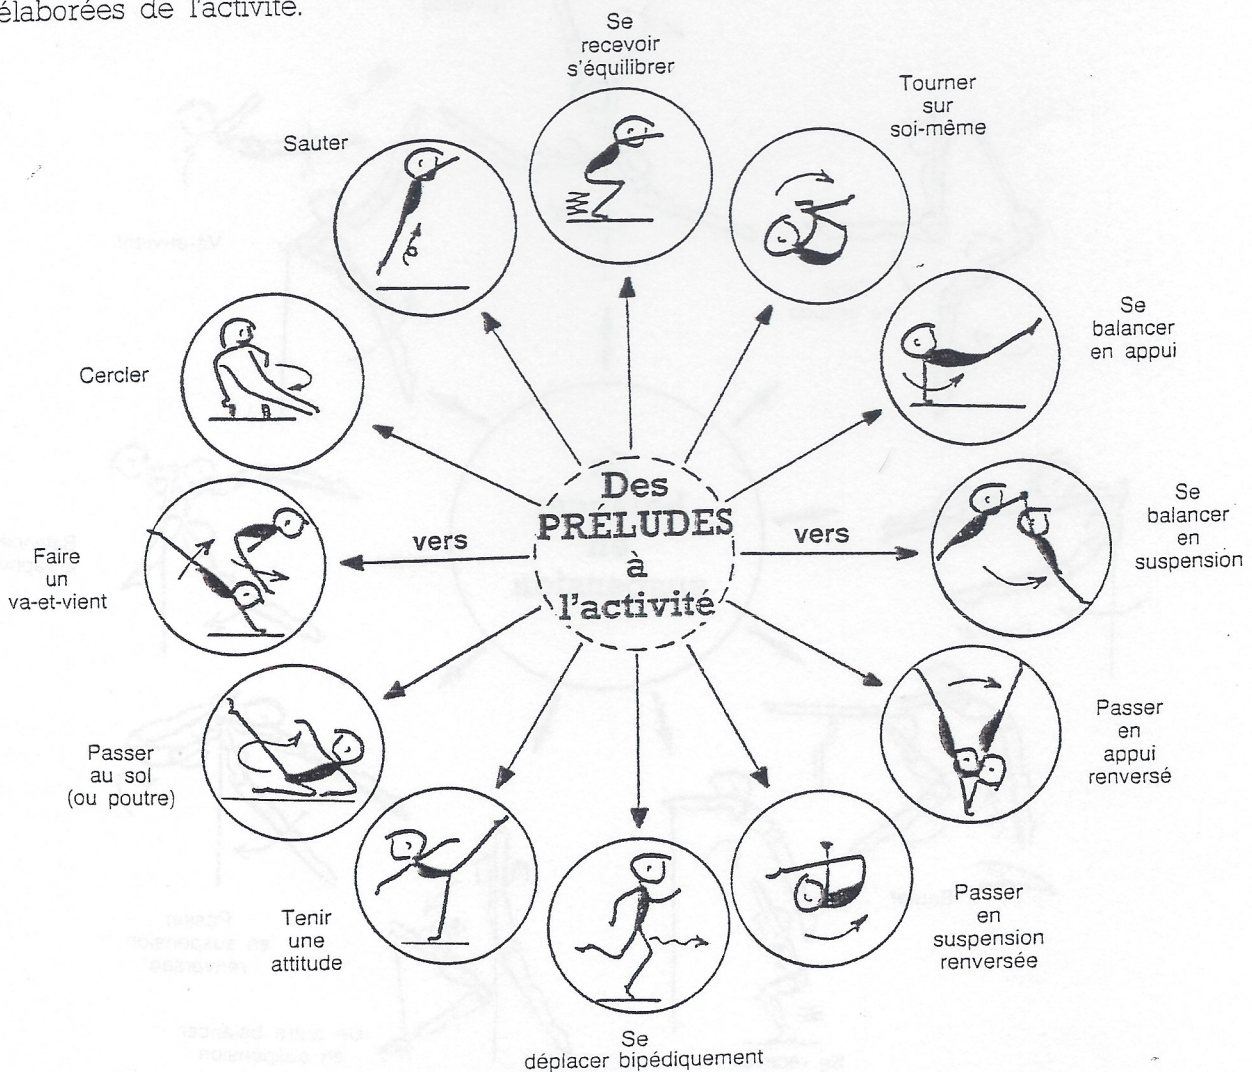 élaborées de l'activité.
Se
recevoir
s'équilibrer
Tourner
sur
soi-même
Sauter
Se
balancer
en appui
Cercler
Des
PRÉLUDES
à
l'activité
vers
vers
Se
balancer
en
suspension
Faire
un
va-et-vient
Passer
en
appui
renversé
Passer
au sol
(ou poutre)
Passer
en
suspension
renversée
Tenir
une
attitude
Se
déplacer bipédiquement